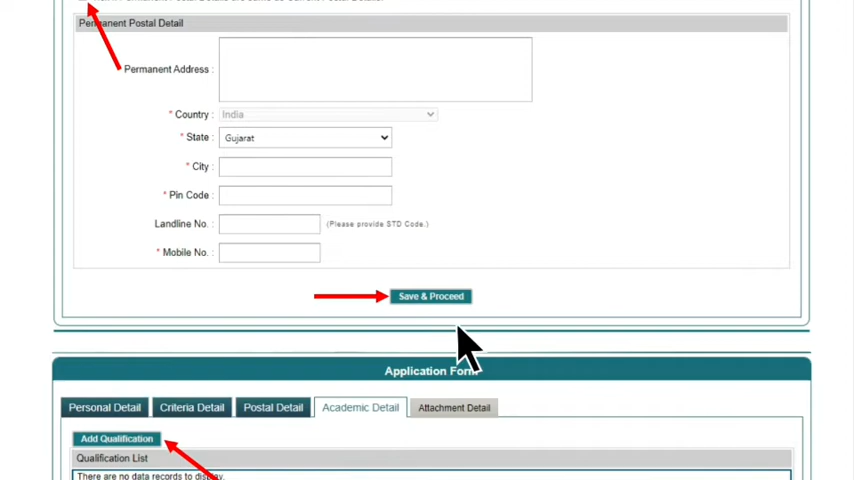 Permanent Postal Detail
Permanent Address :
* Country : India
* State : Gujarat
* City :
* Pin Code :
Landline No. : (Please provide STD Code.)
* Mobile No. :
Save & Proceed
Application Form
Personal Detail Criteria Detail Postal Detail Academic Detail Attachment Detail
Add Qualification
Qualification List
There are no data records to display.